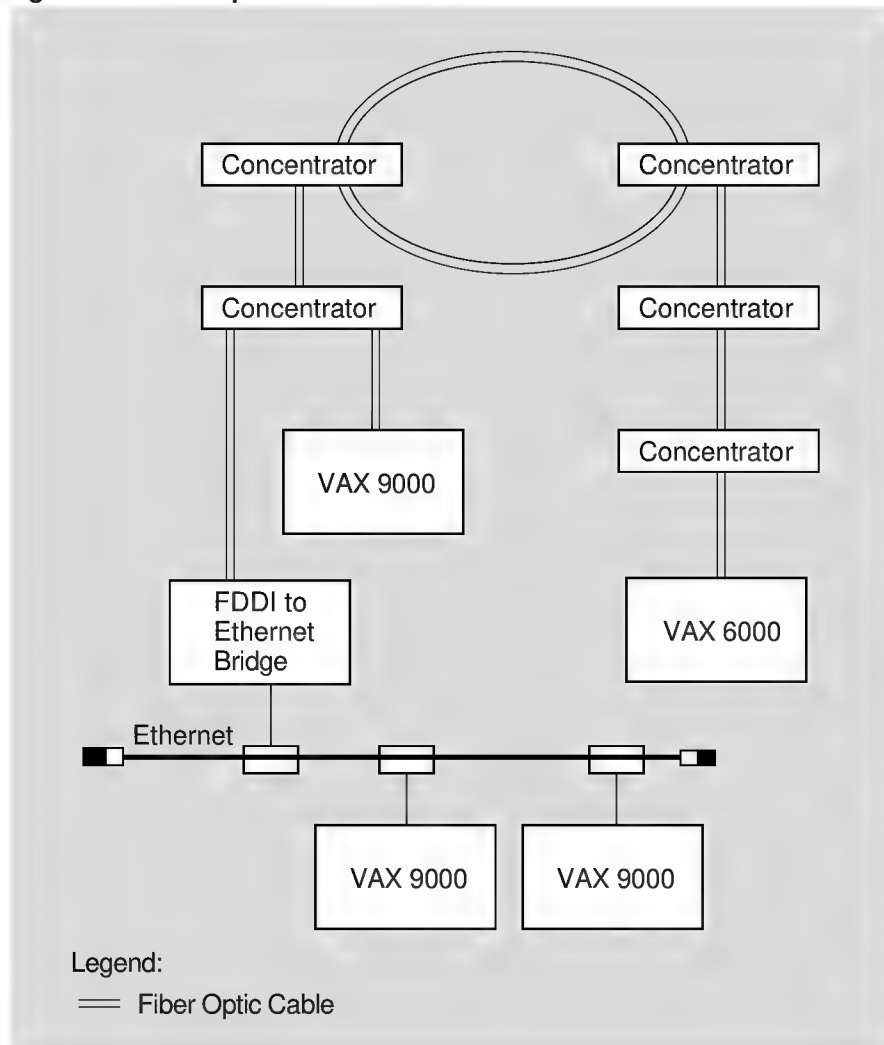 Concentrator
Concentrator
Concentrator
Concentrator
VAX 9000
Concentrator
FDDI to
Ethernet
Bridge
VAX 6000
Ethernet
VAX 9000
VAX 9000
Legend:
Fiber Optic Cable